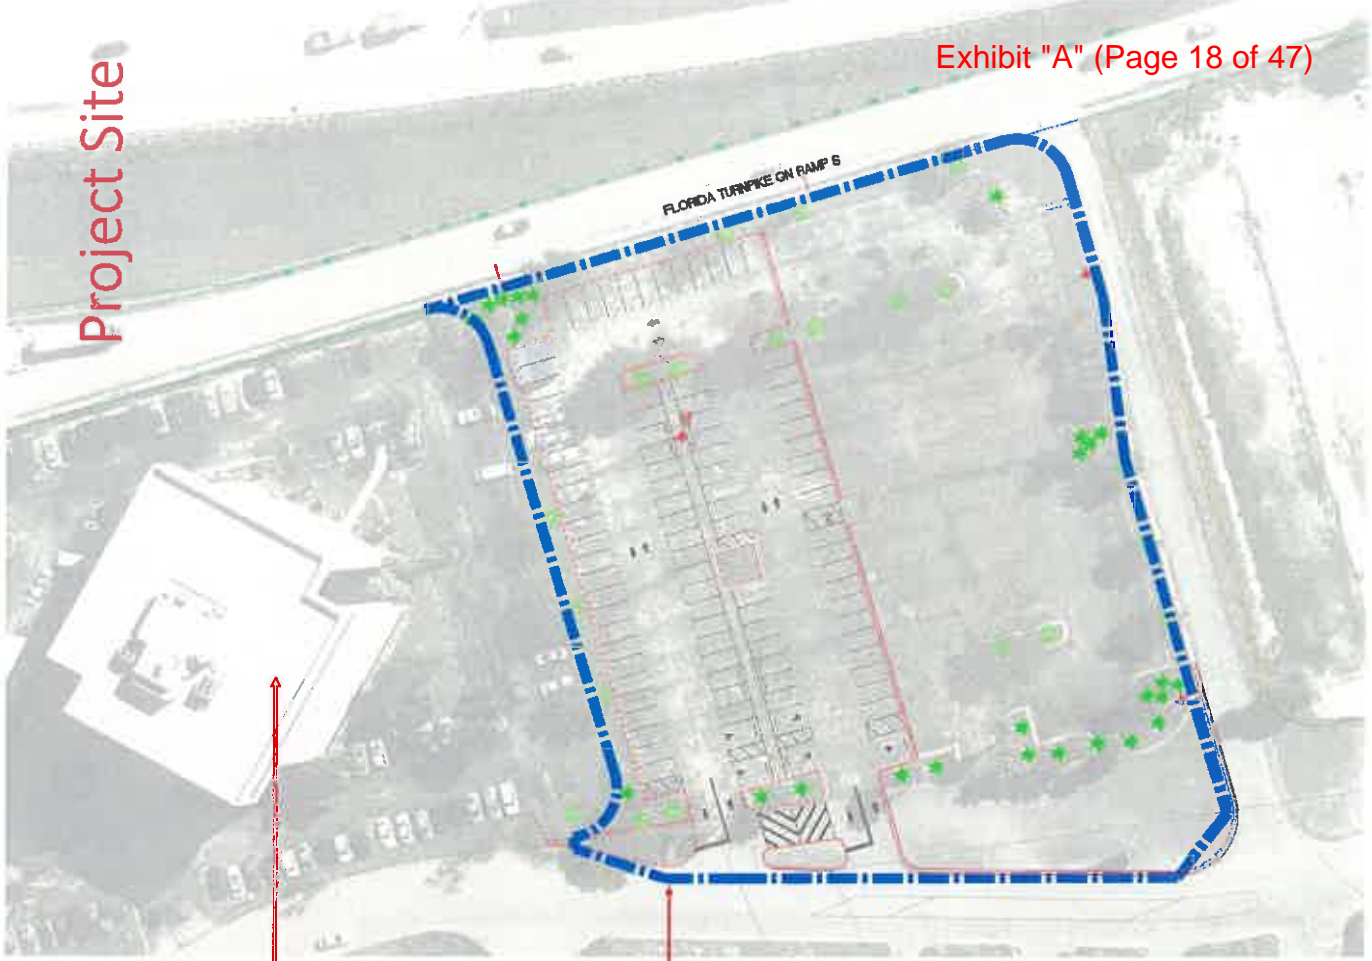 Exhibit "A" (Page 18 of 47)
Project Site
FLORIDA TURNPIKE ON RAMP S